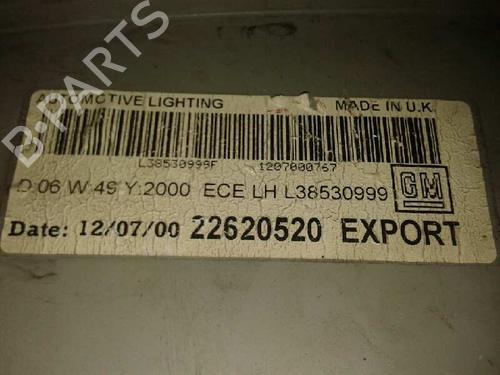 AUTOMOTIVE LIGHTING MADE IN U.K.
L38530999F 1207000767
D:06 W:49 Y:2000 ECE LH L38530999 GM
Date: 12/07/00 22620520 EXPORT
B-PARTS